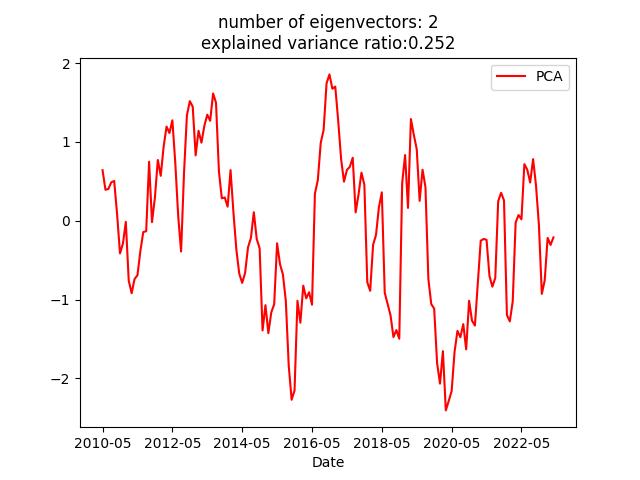 number of eigenvectors: 2
explained variance ratio:0.252
PCA
2
1
0
−1
−2
2010-05 2012-05 2014-05 2016-05 2018-05 2020-05 2022-05
Date